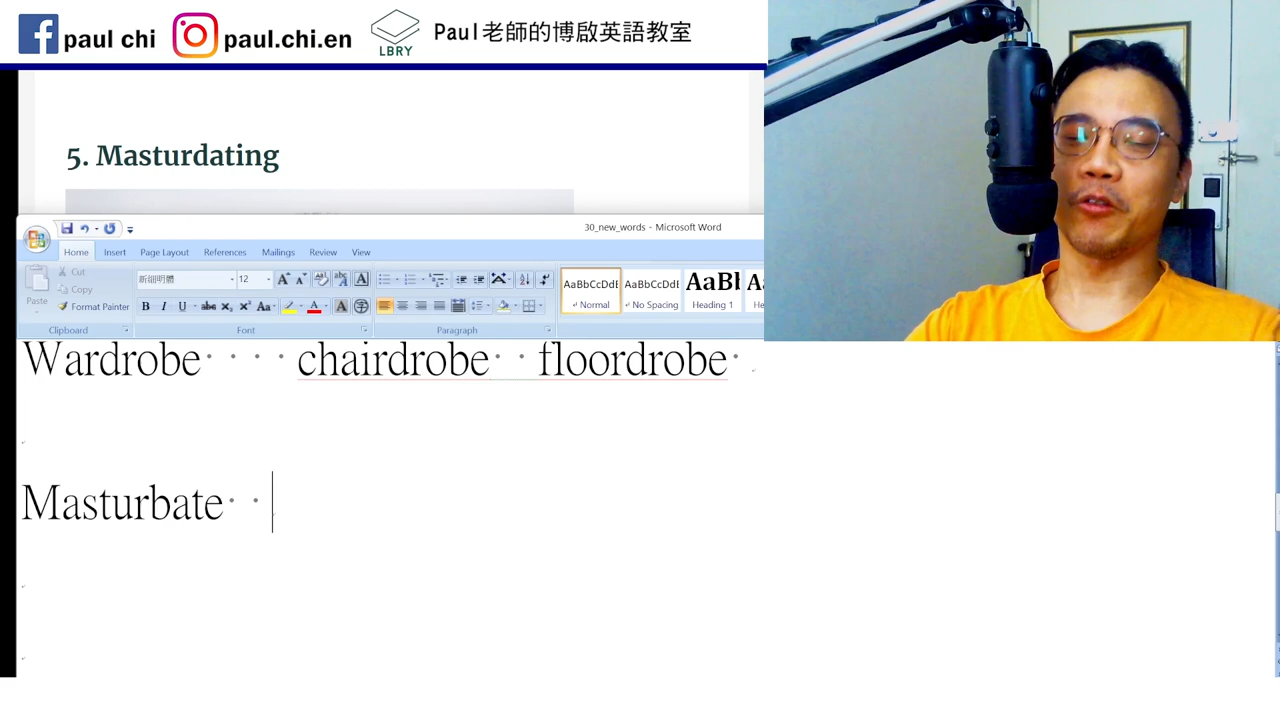 paul chi
paul.chi.en
LBRY
Paul老師的博啟英語教室
5. Masturdating
30_new_words - Microsoft Word
Home Insert Page Layout References Mailings Review View
Cut
Copy
Format Painter
Paste
新細明體 12
AaBbCcDdE AaBbCcDdE AaBbC
Normal No Spacing Heading 1 He
Clipboard Font Paragraph
Wardrobe chairdrobe floordrobe
Masturbate